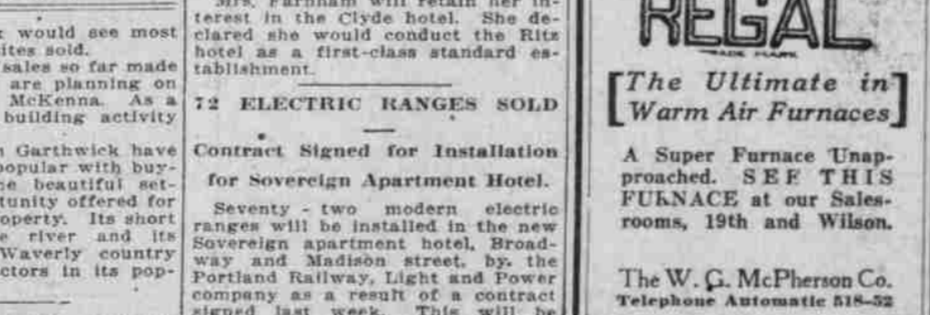 would see most
ites sold.
sales so far made
are planning on
McKenna. As a
building activity
Garthwick have
popular with buy-
beautiful set-
tunity offered for
operty. Its short
river and its
Waverly country
ctors in its pop-
Mrs. Farnham will retain her in-
terest in the Clyde hotel. She de-
clared she would conduct the Ritz
hotel as a first-class standard es-
tablishment.
72 ELECTRIC RANGES SOLD
Contract Signed for Installation
for Sovereign Apartment Hotel.
Seventy - two modern electric
ranges will be installed in the new
Sovereign apartment hotel, Broad-
way and Madison street, by the
Portland Railway, Light and Power
company as a result of a contract
signed last week. This will be
REGAL
TRADE MARK
[The Ultimate in
Warm Air Furnaces]
A Super Furnace Unap-
proached. SEE THIS
FURNACE at our Sales-
rooms, 19th and Wilson.
The W. G. McPherson Co.
Telephone Automatic 518-52